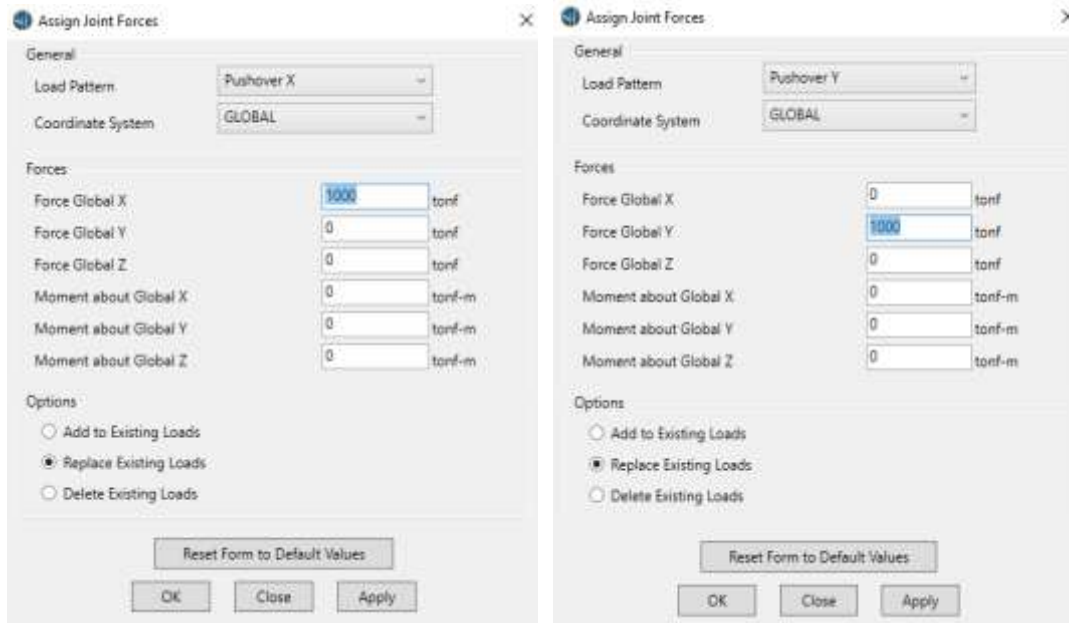 Assign Joint Forces
General
Load Pattern Pushover X
Coordinate System GLOBAL
Forces
Force Global X 1000 tonf
Force Global Y 0 tonf
Force Global Z 0 tonf
Moment about Global X 0 tonf-m
Moment about Global Y 0 tonf-m
Moment about Global Z 0 tonf-m
Options
Add to Existing Loads
Replace Existing Loads
Delete Existing Loads
Reset Form to Default Values
OK Close Apply
Assign Joint Forces
General
Load Pattern Pushover Y
Coordinate System GLOBAL
Forces
Force Global X 0 tonf
Force Global Y 1000 tonf
Force Global Z 0 tonf
Moment about Global X 0 tonf-m
Moment about Global Y 0 tonf-m
Moment about Global Z 0 tonf-m
Options
Add to Existing Loads
Replace Existing Loads
Delete Existing Loads
Reset Form to Default Values
OK Close Apply